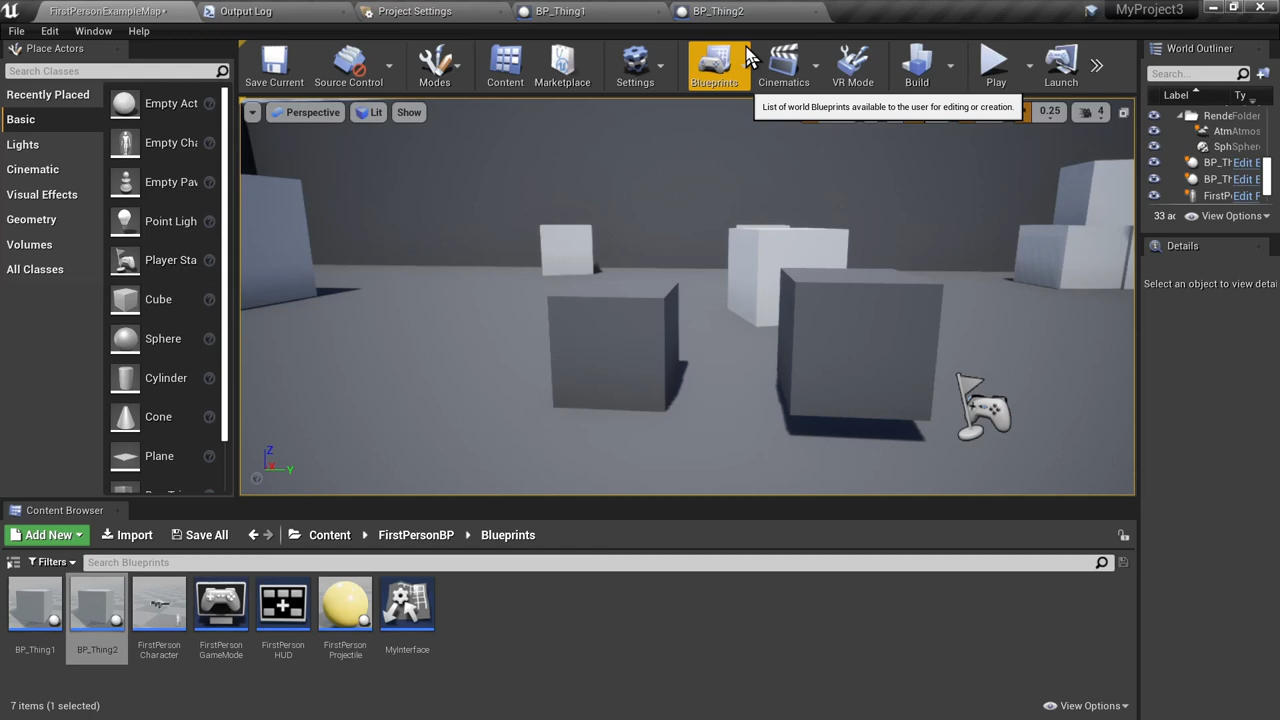 FirstPersonExampleMap•
Output Log
Project Settings
BP_Thing1
BP_Thing2
MyProject3
File
Edit
Window
Help
Place Actors
Search Classes
Recently Played
Basic
Lights
Cinematic
Visual Effects
Geometry
Volumes
All Classes
Empty Act
Empty Cha
Empty Pav
Point Ligh
Player Sta
Cube
Sphere
Cylinder
Cone
Plane
Save Current
Source Control
Modes
Content
Marketplace
Settings
Blueprints
Cinematics
VR Mode
Build
Play
Launch
List of world Blueprints available to the user for editing or creation.
Perspective
Lit
Show
0.25
4
Z
X
Y
World Outliner
Search...
Label
Ty
RendeFolder
AtmAtmos
SphSphere
BP_ThEdit E
BP_ThEdit E
FirstPEdit F
33 ac
View Options
Details
Select an object to view detai
Content Browser
Add New
Import
Save All
Content
FirstPersonBP
Blueprints
Filters
Search Blueprints
BP_Thing1
BP_Thing2
FirstPerson
Character
FirstPerson
GameMode
FirstPerson
HUD
FirstPerson
Projectile
MyInterface
7 items (1 selected)
View Options